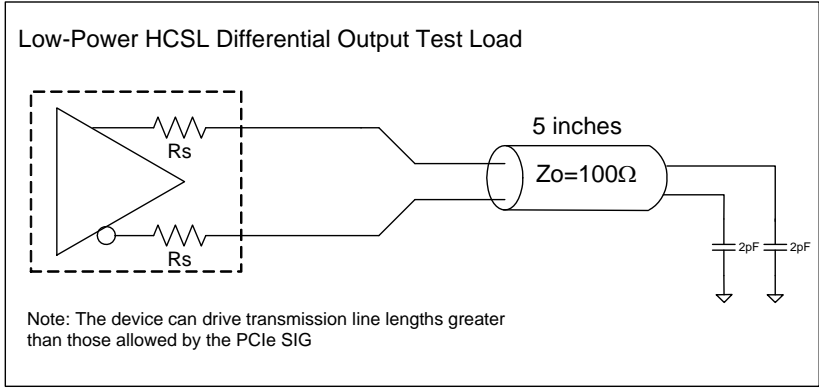 Low-Power HCSL Differential Output Test Load
Rs
5 inches
Zo=100Ω
Rs
2pF
2pF
Note: The device can drive transmission line lengths greater
than those allowed by the PCIe SIG